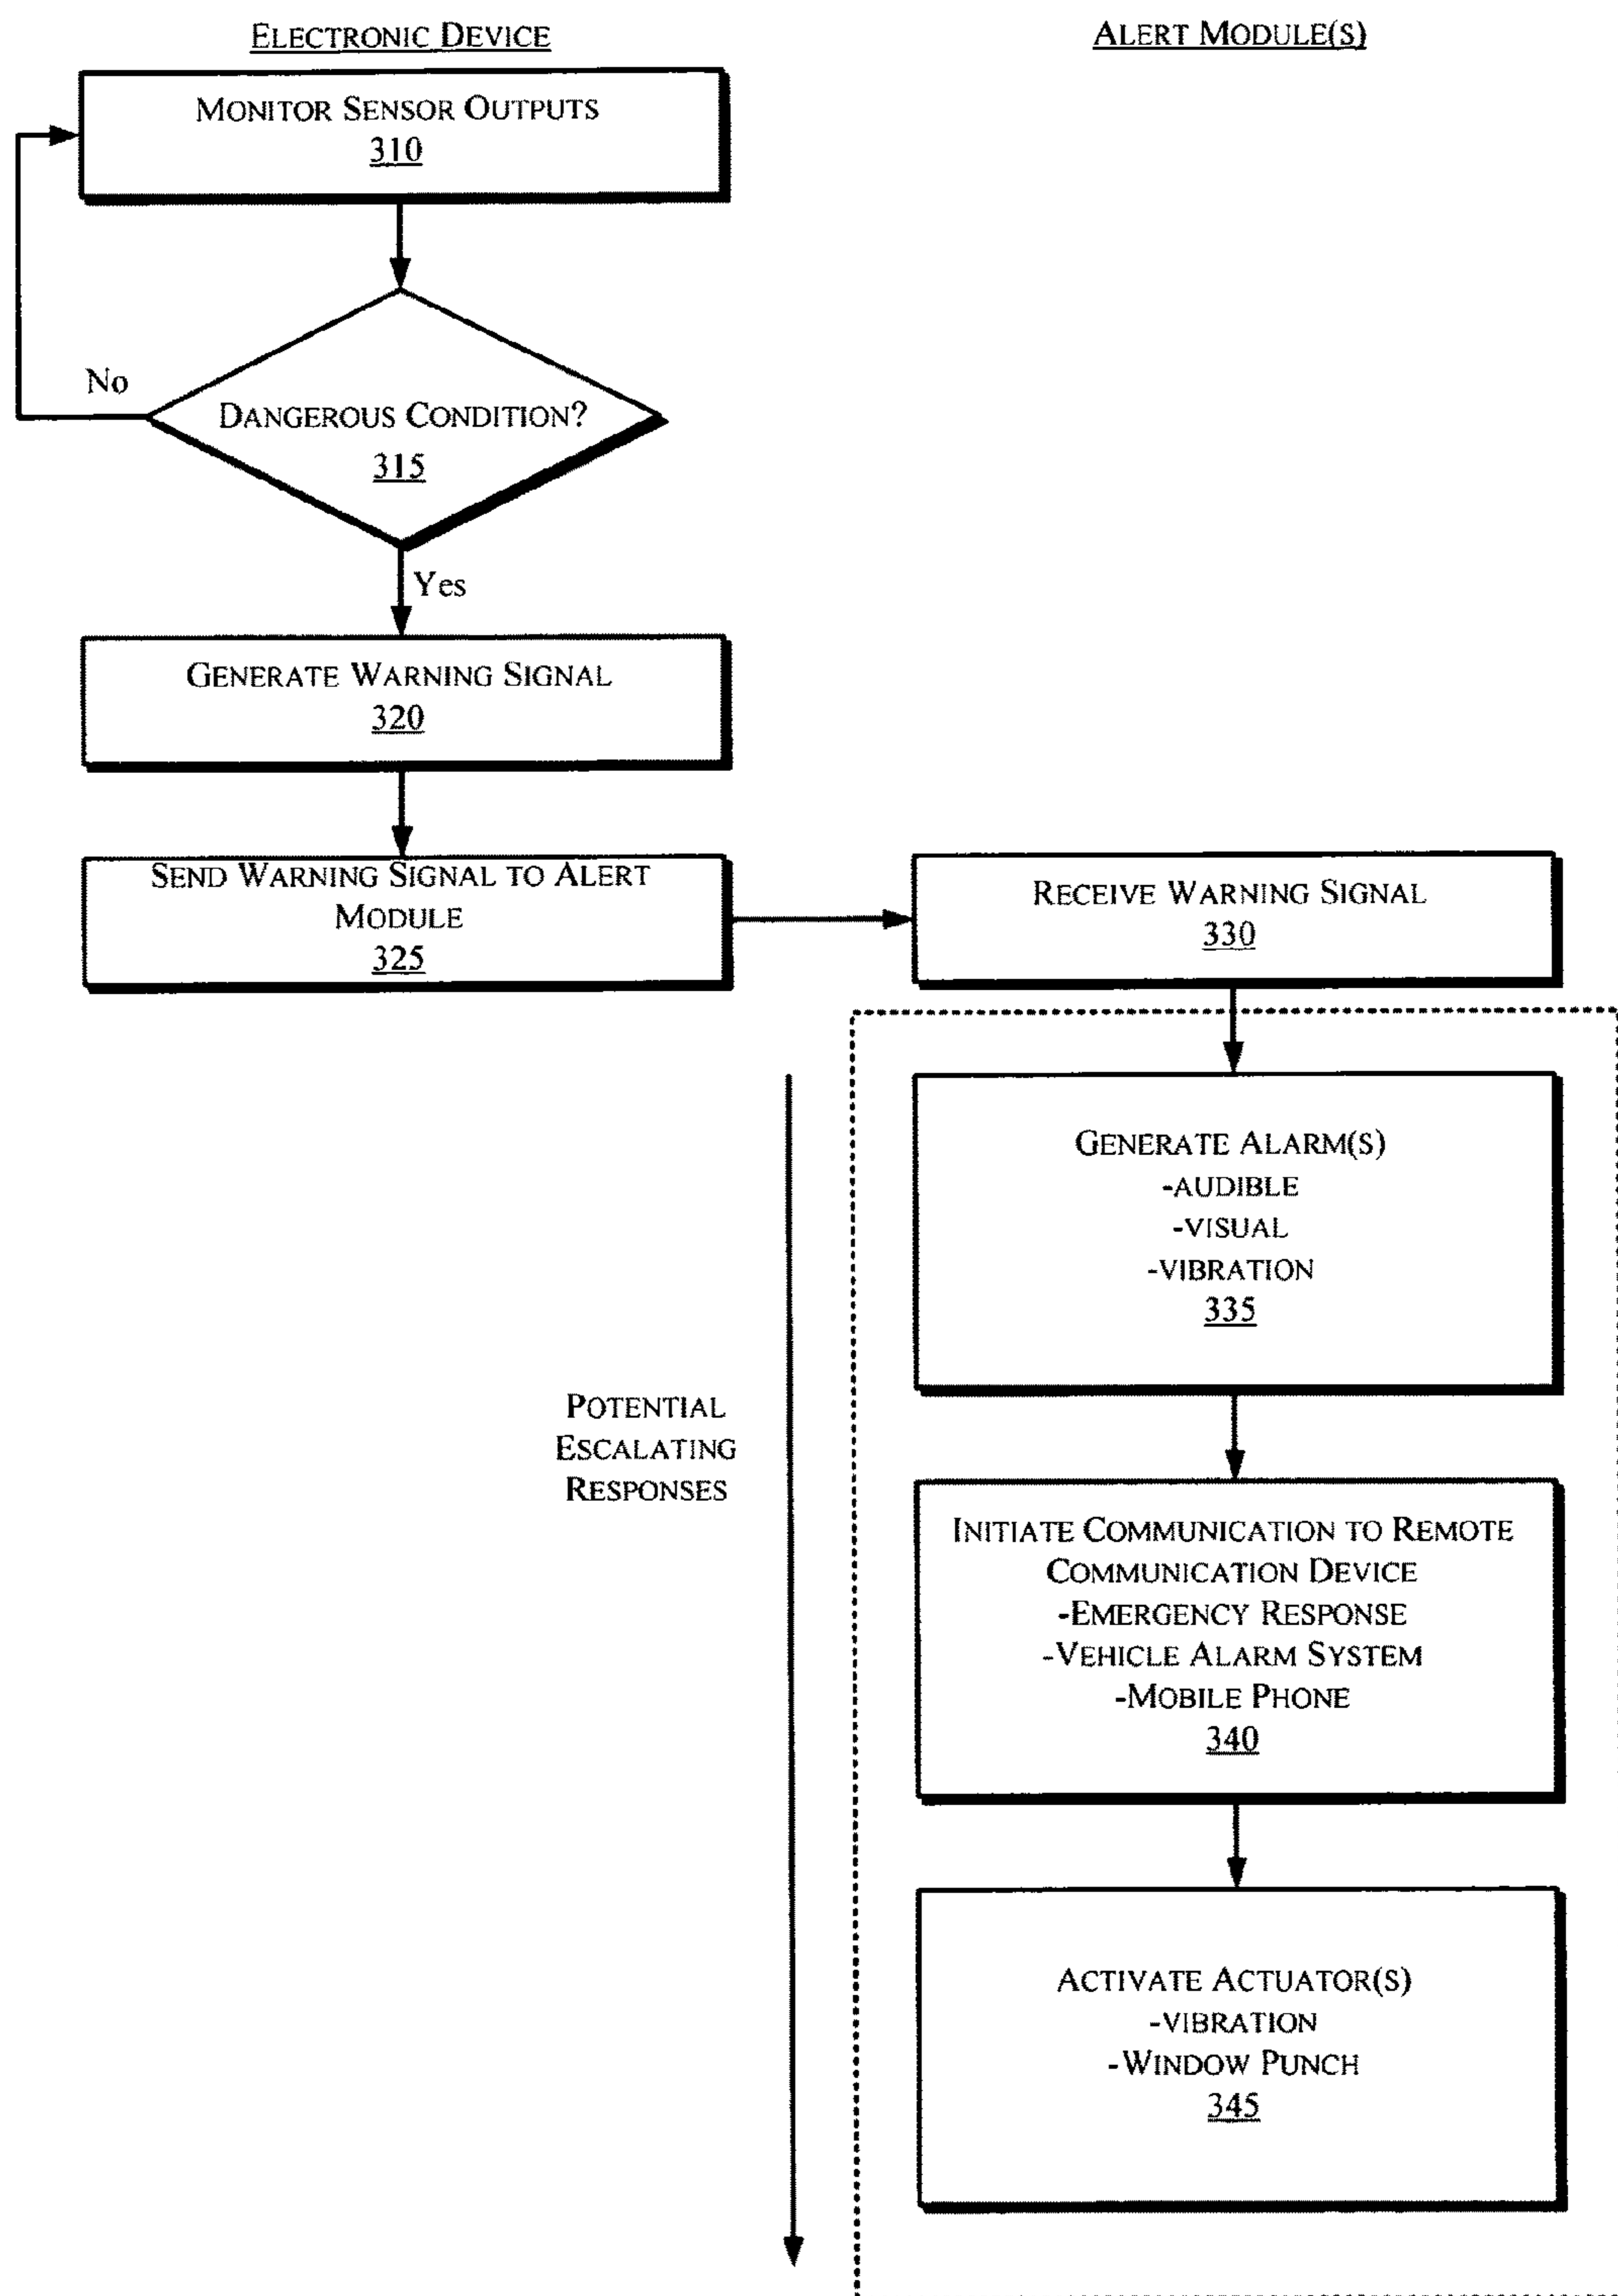 ELECTRONIC DEVICE
ALERT MODULE(S)
MONITOR SENSOR OUTPUTS
310
No
DANGEROUS CONDITION?
315
Yes
GENERATE WARNING SIGNAL
320
SEND WARNING SIGNAL TO ALERT
MODULE
325
RECEIVE WARNING SIGNAL
330
GENERATE ALARM(S)
-AUDIBLE
-VISUAL
-VIBRATION
335
POTENTIAL
ESCALATING
RESPONSES
INITIATE COMMUNICATION TO REMOTE
COMMUNICATION DEVICE
-EMERGENCY RESPONSE
-VEHICLE ALARM SYSTEM
-MOBILE PHONE
340
ACTIVATE ACTUATOR(S)
-VIBRATION
-WINDOW PUNCH
345